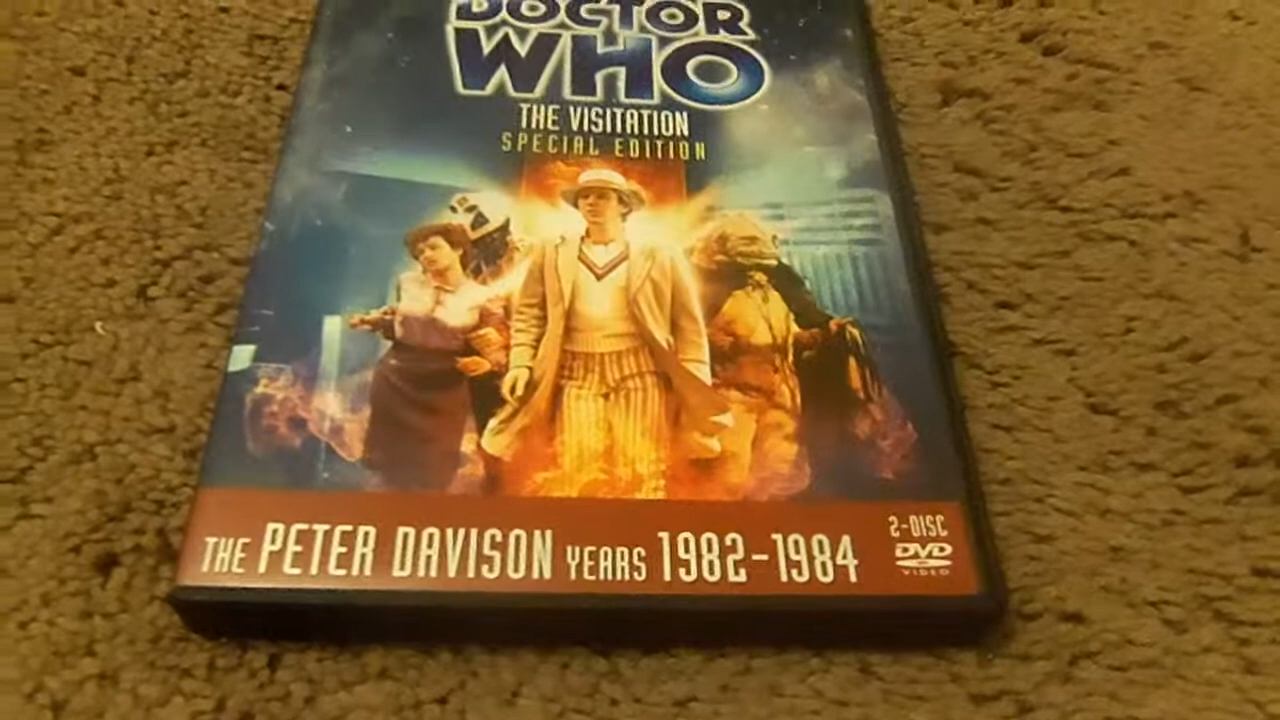 DOCTOR
WHO
THE VISITATION
SPECIAL EDITION
THE PETER DAVISON YEARS 1982-1984
2-DISC
DVD
VIDEO